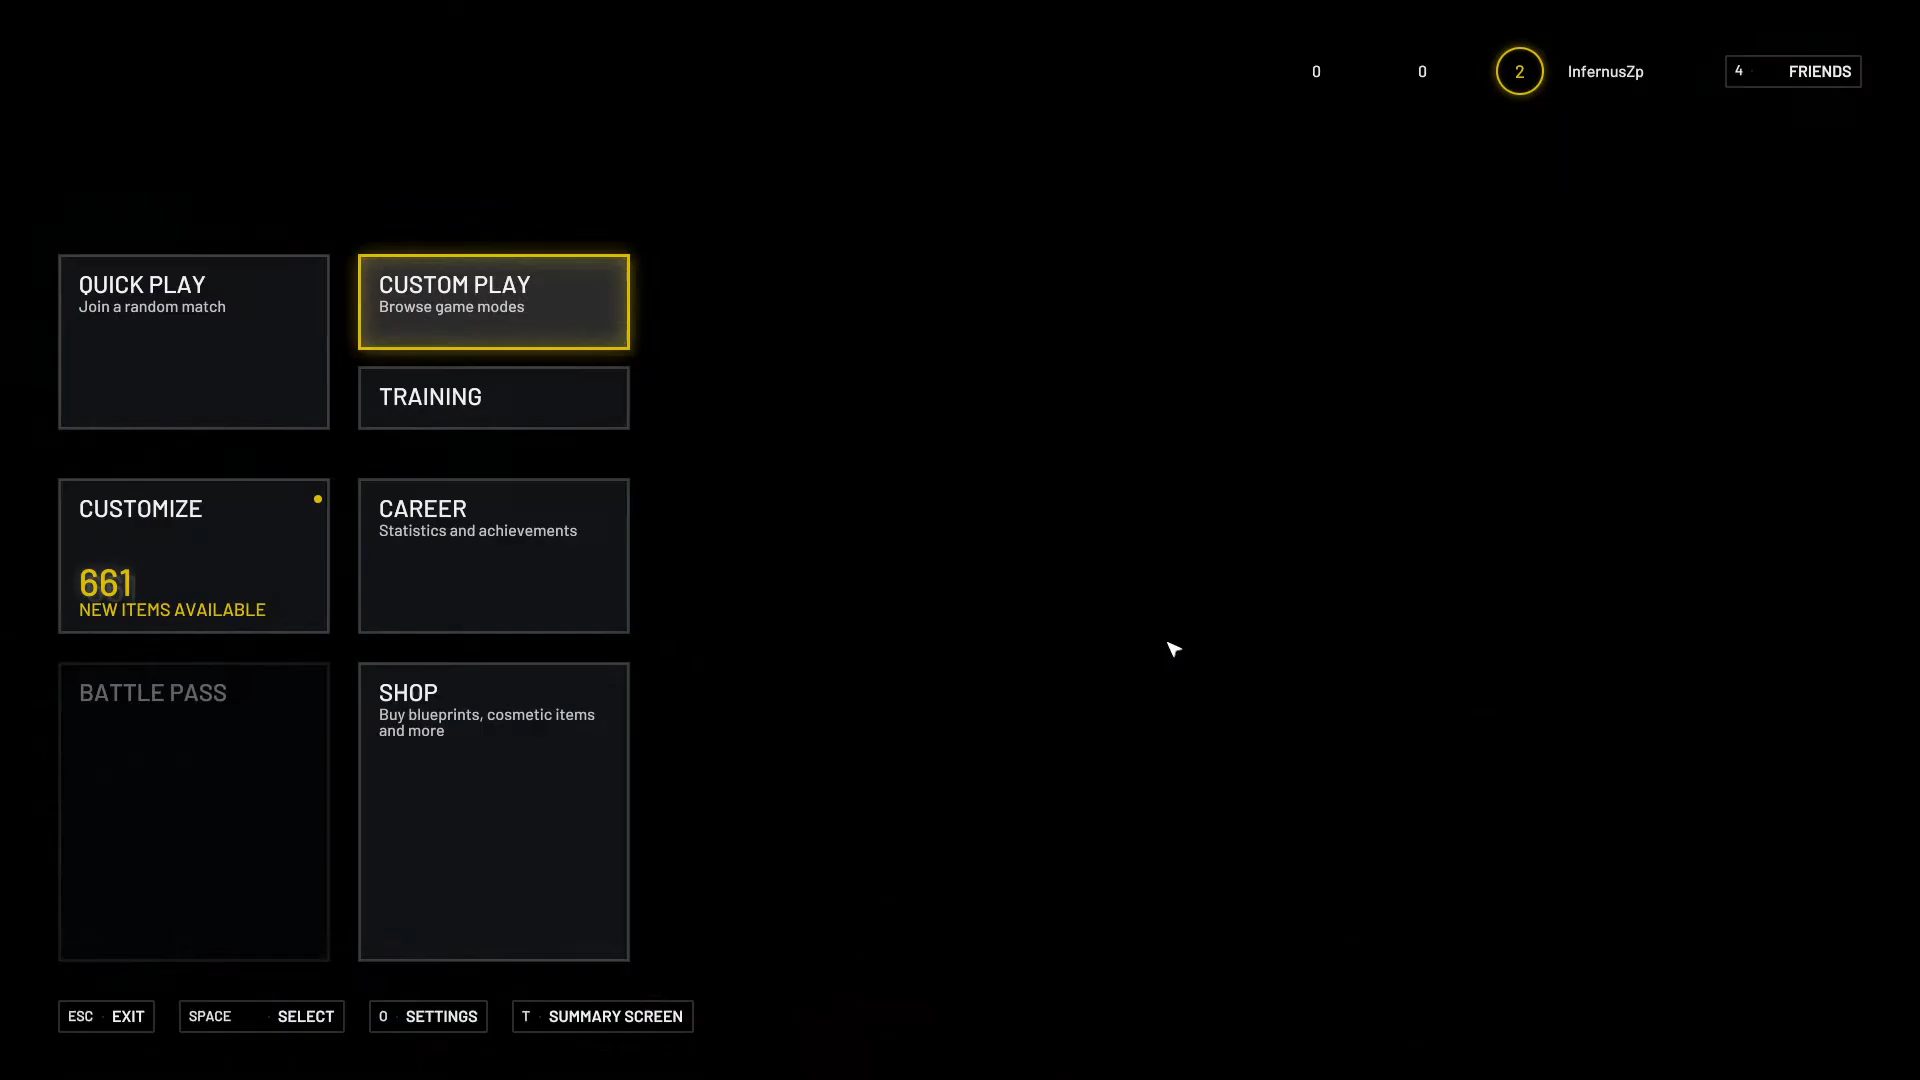 0
0
2
InfernusZp
4
FRIENDS
QUICK PLAY
Join a random match
CUSTOM PLAY
Browse game modes
TRAINING
CUSTOMIZE
661
NEW ITEMS AVAILABLE
CAREER
Statistics and achievements
BATTLE PASS
SHOP
Buy blueprints, cosmetic items
and more
ESC EXIT
SPACE SELECT
O SETTINGS
T SUMMARY SCREEN